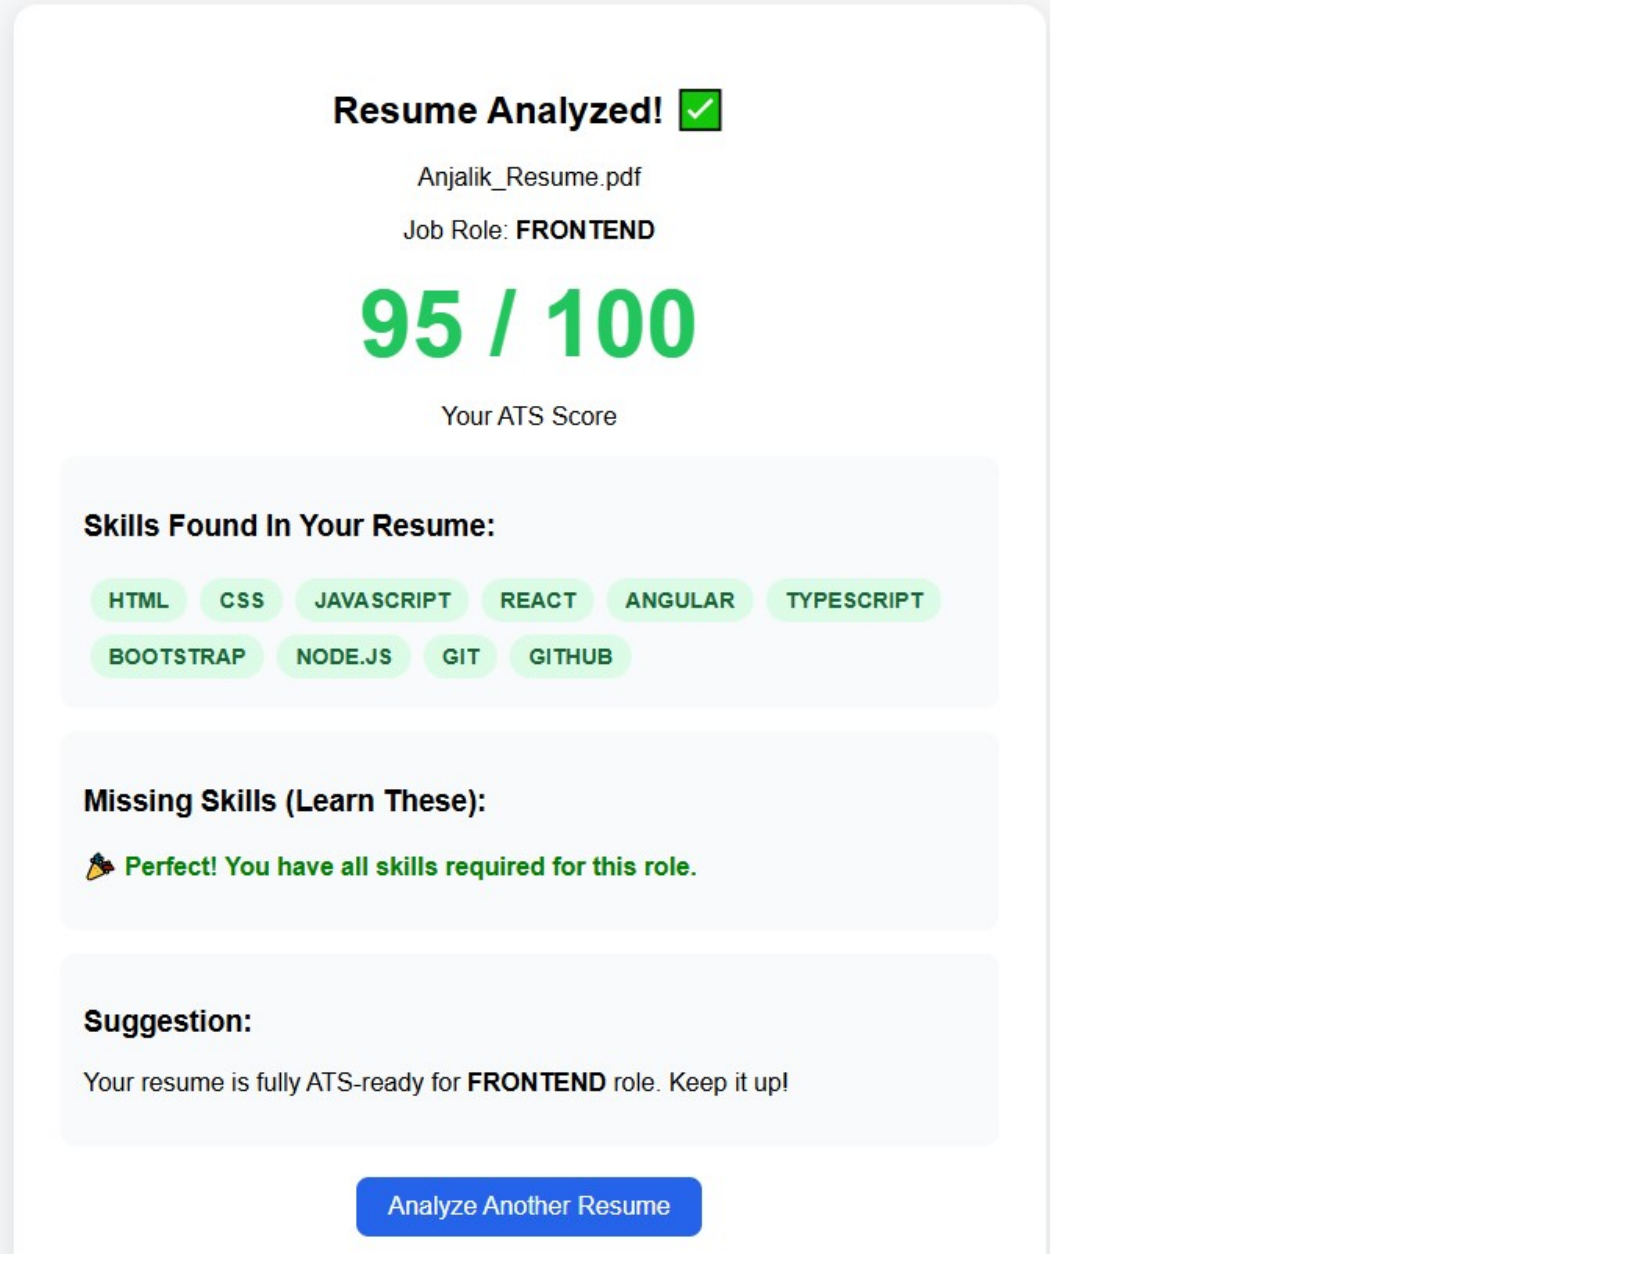 Resume Analyzed! ✅
Anjalik_Resume.pdf
Job Role: FRONTEND
95 / 100
Your ATS Score
Skills Found In Your Resume:
HTML CSS JAVASCRIPT REACT ANGULAR TYPESCRIPT
BOOTSTRAP NODE.JS GIT GITHUB
Missing Skills (Learn These):
🎉 Perfect! You have all skills required for this role.
Suggestion:
Your resume is fully ATS-ready for FRONTEND role. Keep it up!
Analyze Another Resume